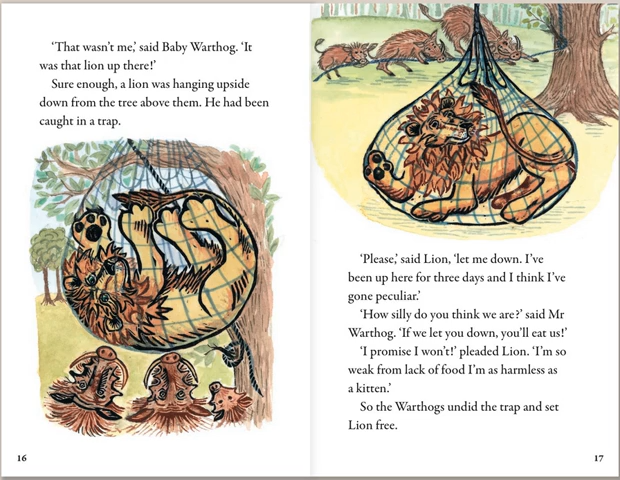 ‘That wasn’t me,’ said Baby Warthog. ‘It
was that lion up there!’
Sure enough, a lion was hanging upside
down from the tree above them. He had been
caught in a trap.
16
‘Please,’ said Lion, ‘let me down. I’ve
been up here for three days and I think I’ve
gone peculiar.’
‘How silly do you think we are?’ said Mr
Warthog. ‘If we let you down, you’ll eat us!’
‘I promise I won’t!’ pleaded Lion. ‘I’m so
weak from lack of food I’m as harmless as
a kitten.’
So the Warthogs undid the trap and set
Lion free.
17